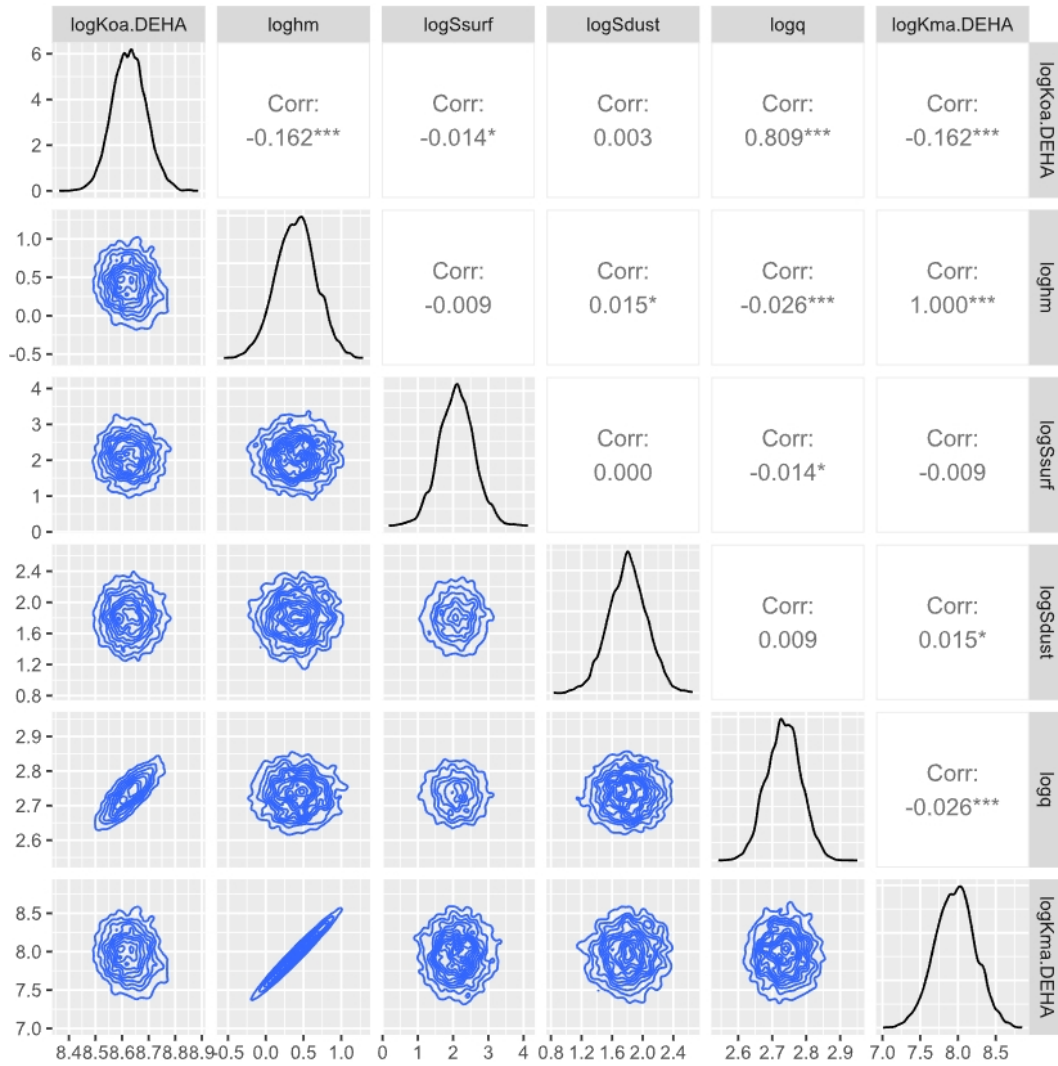 logKoa.DEHA loghm logSsurf logSdust logq logKma.DEHA
6
4
2
0
Corr: Corr: Corr: Corr: Corr:
-0.162*** -0.014* 0.003 0.809*** -0.162***
logKoa.DEHA
1.0
0.5
0.0
-0.5
Corr: Corr: Corr: Corr:
-0.009 0.015* -0.026*** 1.000***
loghm
4
3
2
1
0
Corr: Corr: Corr:
0.000 -0.014* -0.009
logSsurf
2.4
2.0
1.6
1.2
0.8
Corr: Corr:
0.009 0.015*
logSdust
2.9
2.8
2.7
2.6
Corr:
-0.026***
logq
8.5
8.0
7.5
7.0
logKma.DEHA
8.48.58.68.78.88.9 -0.5 0.0 0.5 1.0 0 1 2 3 4 0.8 1.2 1.6 2.0 2.4 2.6 2.7 2.8 2.9 7.0 7.5 8.0 8.5